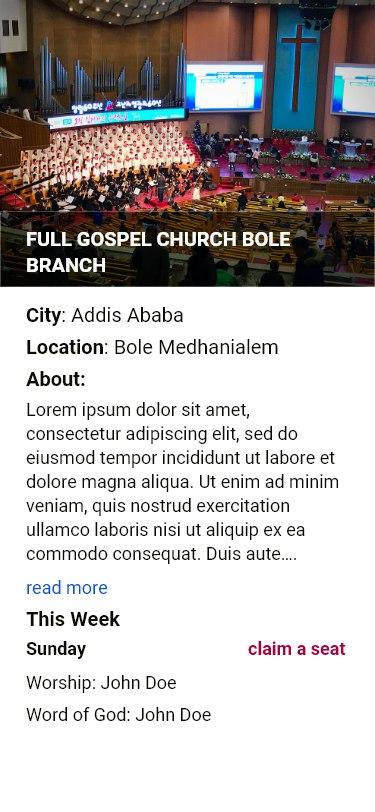 FULL GOSPEL CHURCH BOLE
BRANCH
City: Addis Ababa
Location: Bole Medhanialem
About:
Lorem ipsum dolor sit amet,
consectetur adipiscing elit, sed do
eiusmod tempor incididunt ut labore et
dolore magna aliqua. Ut enim ad minim
veniam, quis nostrud exercitation
ullamco laboris nisi ut aliquip ex ea
commodo consequat. Duis aute....
read more
This Week
Sunday claim a seat
Worship: John Doe
Word of God: John Doe